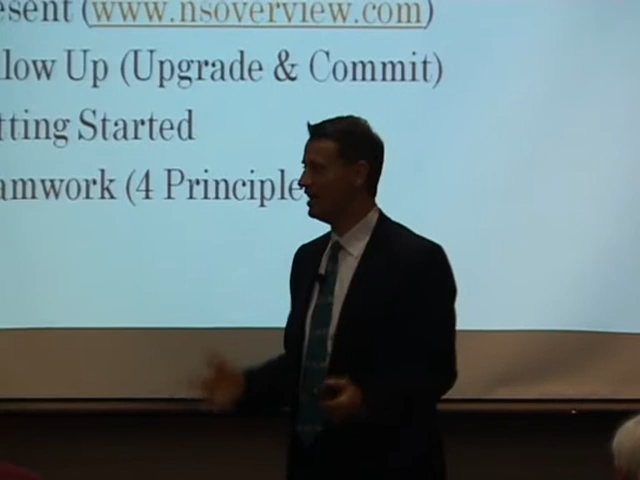 esent (www.nsoverview.com)
llow Up (Upgrade & Commit)
tting Started
amwork (4 Principle